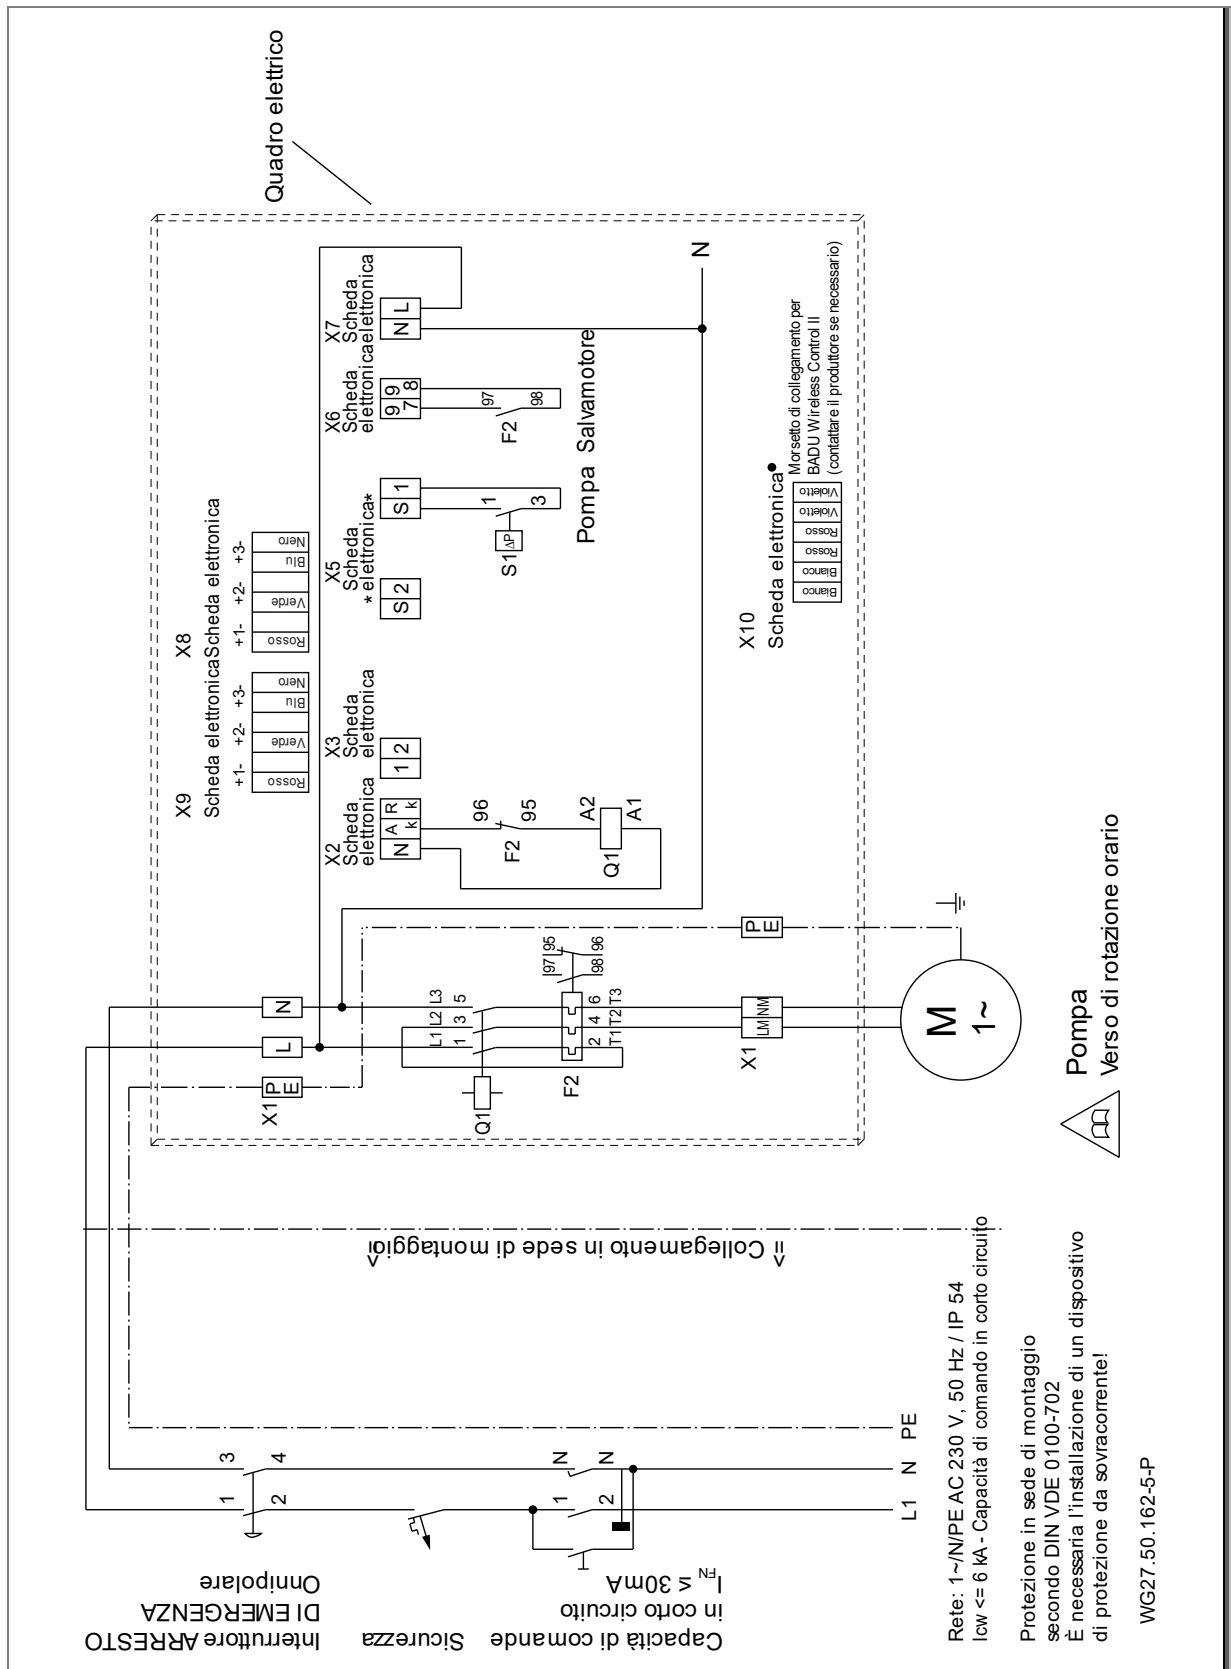 Quadro elettrico
X9
Scheda elettronica
+1- +2- +3-
Rosso
Verde
Blu
Nero
X8
Scheda elettronica
+1- +2- +3-
Rosso
Verde
Blu
Nero
X2
Scheda
elettronica
N
A
k
R
k
X3
Scheda
elettronica
1 2
X5
Scheda
* elettronica*
S 2
S 1
X6
Scheda
elettronica
9
7
9
8
X7
Scheda
elettronica
N L
X1
P
E
L
N
L1 L2 L3
1 3 5
Q1
F2
2 4 6
T1 T2 T3
97 95
98 96
96
F2
95
A2
Q1
A1
1
S1 ΔP
3
97
F2
98
Pompa Salvamotore
N
X1
LM NM
P
E
X10
Scheda elettronica
Bianco
Bianco
Rosso
Rosso
Violetto
Violetto
Morsetto di collegamento per
BADU Wireless Control II
(contattare il produttore se necessario)
M
1~
Pompa
Verso di rotazione orario
=> Collegamento in sede di montaggio
=>
Interruttore ARRESTO
DI EMERGENZA
Onnipolare
1 3
2 4
Sicurezza
Capacità di comande
in corto circuito
I FN ≤ 30mA
1 N
2 N
L1 N PE
Rete: 1~/N/PE AC 230 V, 50 Hz / IP 54
Icw <= 6 kA - Capacità di comando in corto circuito
Protezione in sede di montaggio
secondo DIN VDE 0100-702
È necessaria l'installazione di un dispositivo
di protezione da sovracorrente!
WG27.50.162-5-P